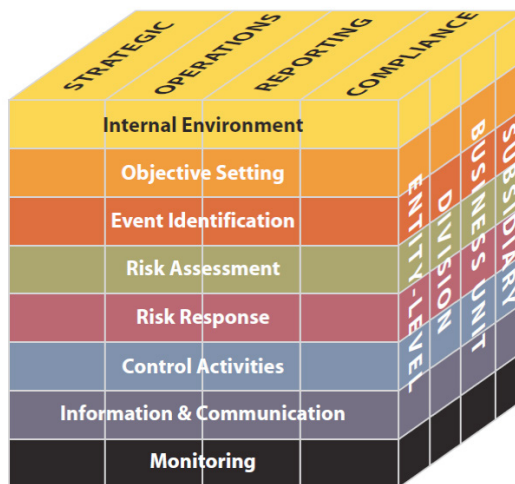 STRATEGIC
OPERATIONS
REPORTING
COMPLIANCE
Internal Environment
Objective Setting
Event Identification
Risk Assessment
Risk Response
Control Activities
Information & Communication
Monitoring
ENTITY-LEVEL
DIVISION
BUSINESS UNIT
SUBSIDIARY